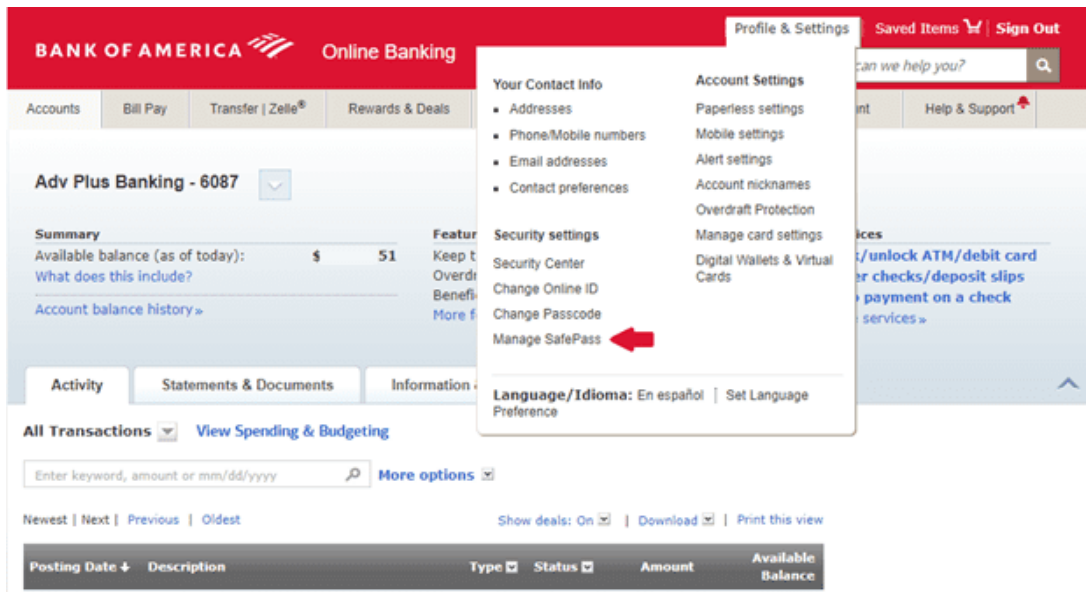 Profile & Settings
Saved Items | Sign Out
BANK OF AMERICA Online Banking
can we help you?
Accounts Bill Pay Transfer | Zelle® Rewards & Deals
Help & Support
Your Contact Info
Addresses
Phone/Mobile numbers
Email addresses
Contact preferences
Security settings
Security Center
Change Online ID
Change Passcode
Manage SafePass
Account Settings
Paperless settings
Mobile settings
Alert settings
Account nicknames
Overdraft Protection
Manage card settings
Digital Wallets & Virtual
Cards
Language/Idioma: En español | Set Language
Preference
Adv Plus Banking - 6087
Summary
Available balance (as of today): $ 51
What does this include?
Account balance history»
Featur
Keep t
Overdr
Benefi
More f
ices
/unlock ATM/debit card
er checks/deposit slips
payment on a check
services»
Activity Statements & Documents Information
All Transactions View Spending & Budgeting
Enter keyword, amount or mm/dd/yyyy More options
Newest | Next | Previous | Oldest
Show deals: On | Download | Print this view
Posting Date Description Type Status Amount Available
Balance